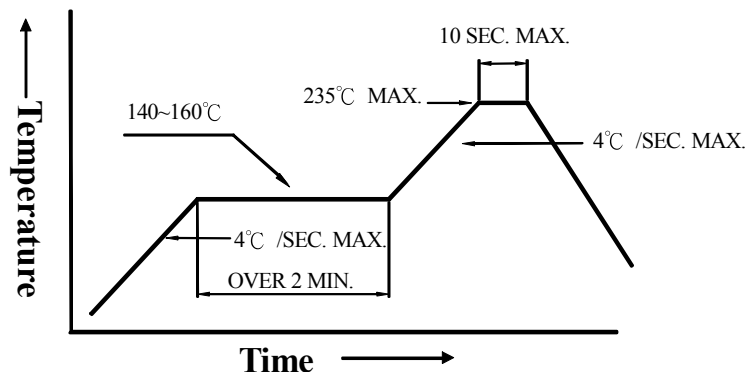 10 SEC. MAX.
235℃ MAX.
140~160℃
4℃ /SEC. MAX.
4℃ /SEC. MAX.
OVER 2 MIN.
Temperature
Time